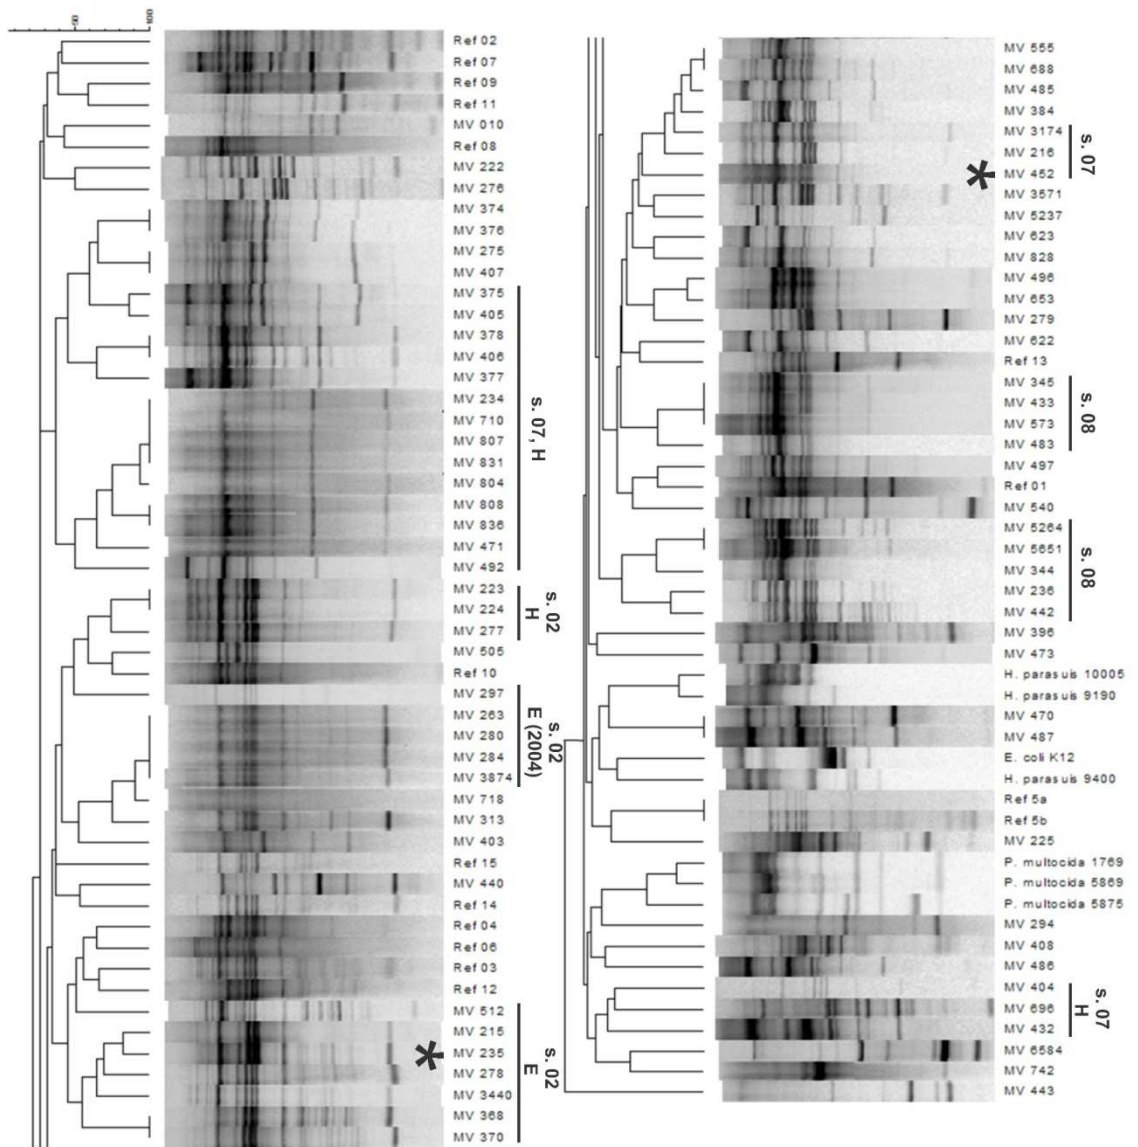 50
100
Ref 02
Ref 07
Ref 09
Ref 11
MV 010
Ref 08
MV 222
MV 276
MV 374
MV 376
MV 275
MV 407
MV 375
MV 405
MV 378
MV 406
MV 377
MV 234
MV 710
MV 807
MV 831
MV 804
MV 808
MV 836
MV 471
MV 492
s. 07, H
MV 223
MV 224
MV 277
s. 02
H
MV 505
Ref 10
MV 297
MV 263
MV 280
MV 284
MV 3874
s. 02
E (2004)
MV 718
MV 313
MV 403
Ref 15
MV 440
Ref 14
Ref 04
Ref 06
Ref 03
Ref 12
MV 512
MV 215
MV 235
*
MV 278
MV 3440
MV 368
MV 370
s. 02
E
MV 555
MV 688
MV 485
MV 384
MV 3174
MV 216
MV 452
s. 07
*
MV 3571
MV 5237
MV 623
MV 828
MV 496
MV 653
MV 279
MV 622
Ref 13
MV 345
MV 433
MV 573
MV 483
s. 08
MV 497
Ref 01
MV 540
MV 5264
MV 5651
MV 344
MV 236
MV 442
s. 08
MV 396
MV 473
H. parasuis 10005
H. parasuis 9190
MV 470
MV 487
E. coli K12
H. parasuis 9400
Ref 5a
Ref 5b
MV 225
P. multocida 1769
P. multocida 5869
P. multocida 5875
MV 294
MV 408
MV 486
MV 404
MV 696
MV 432
s. 07
H
MV 6584
MV 742
MV 443